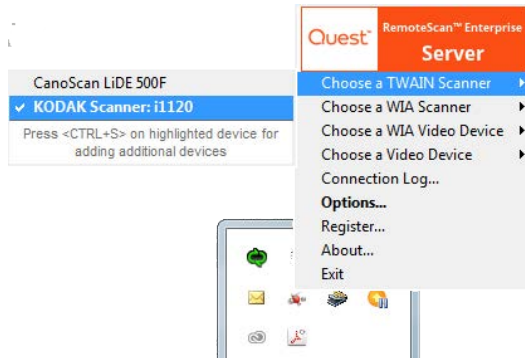 Quest™
RemoteScan™ Enterprise
Server
Choose a TWAIN Scanner
Choose a WIA Scanner
Choose a WIA Video Device
Choose a Video Device
Connection Log...
Options...
Register...
About...
Exit
CanoScan LiDE 500F
✓ KODAK Scanner: i1120
Press <CTRL+S> on highlighted device for
adding additional devices